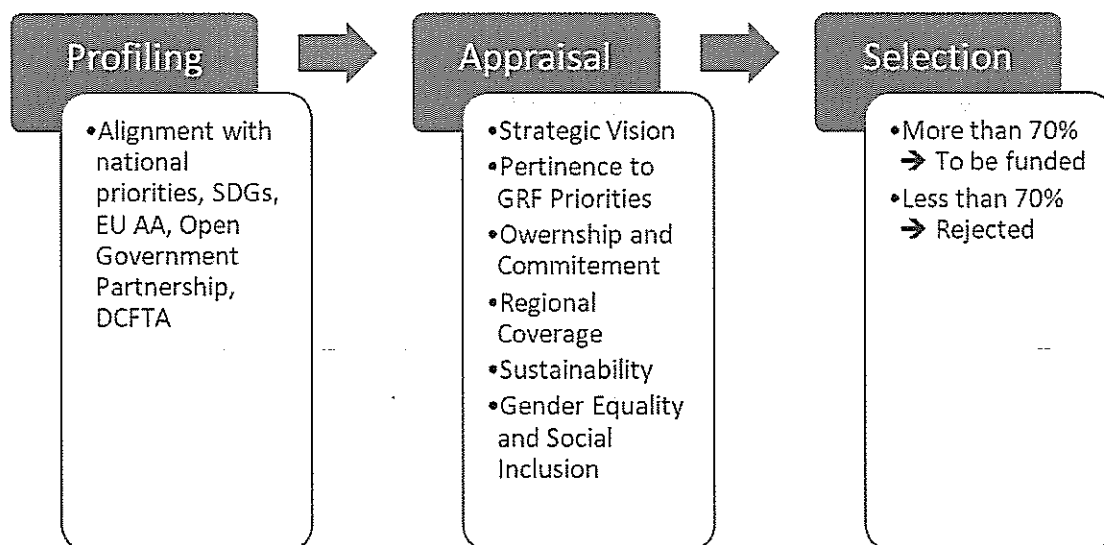 Profiling
•Alignment with
national
priorities, SDGs,
EU AA, Open
Government
Partnership,
DCFTA
Appraisal
•Strategic Vision
•Pertinence to
GRF Priorities
•Owernship and
Commitement
•Regional
Coverage
•Sustainability
•Gender Equality
and Social
Inclusion
Selection
•More than 70%
➔ To be funded
•Less than 70%
➔ Rejected